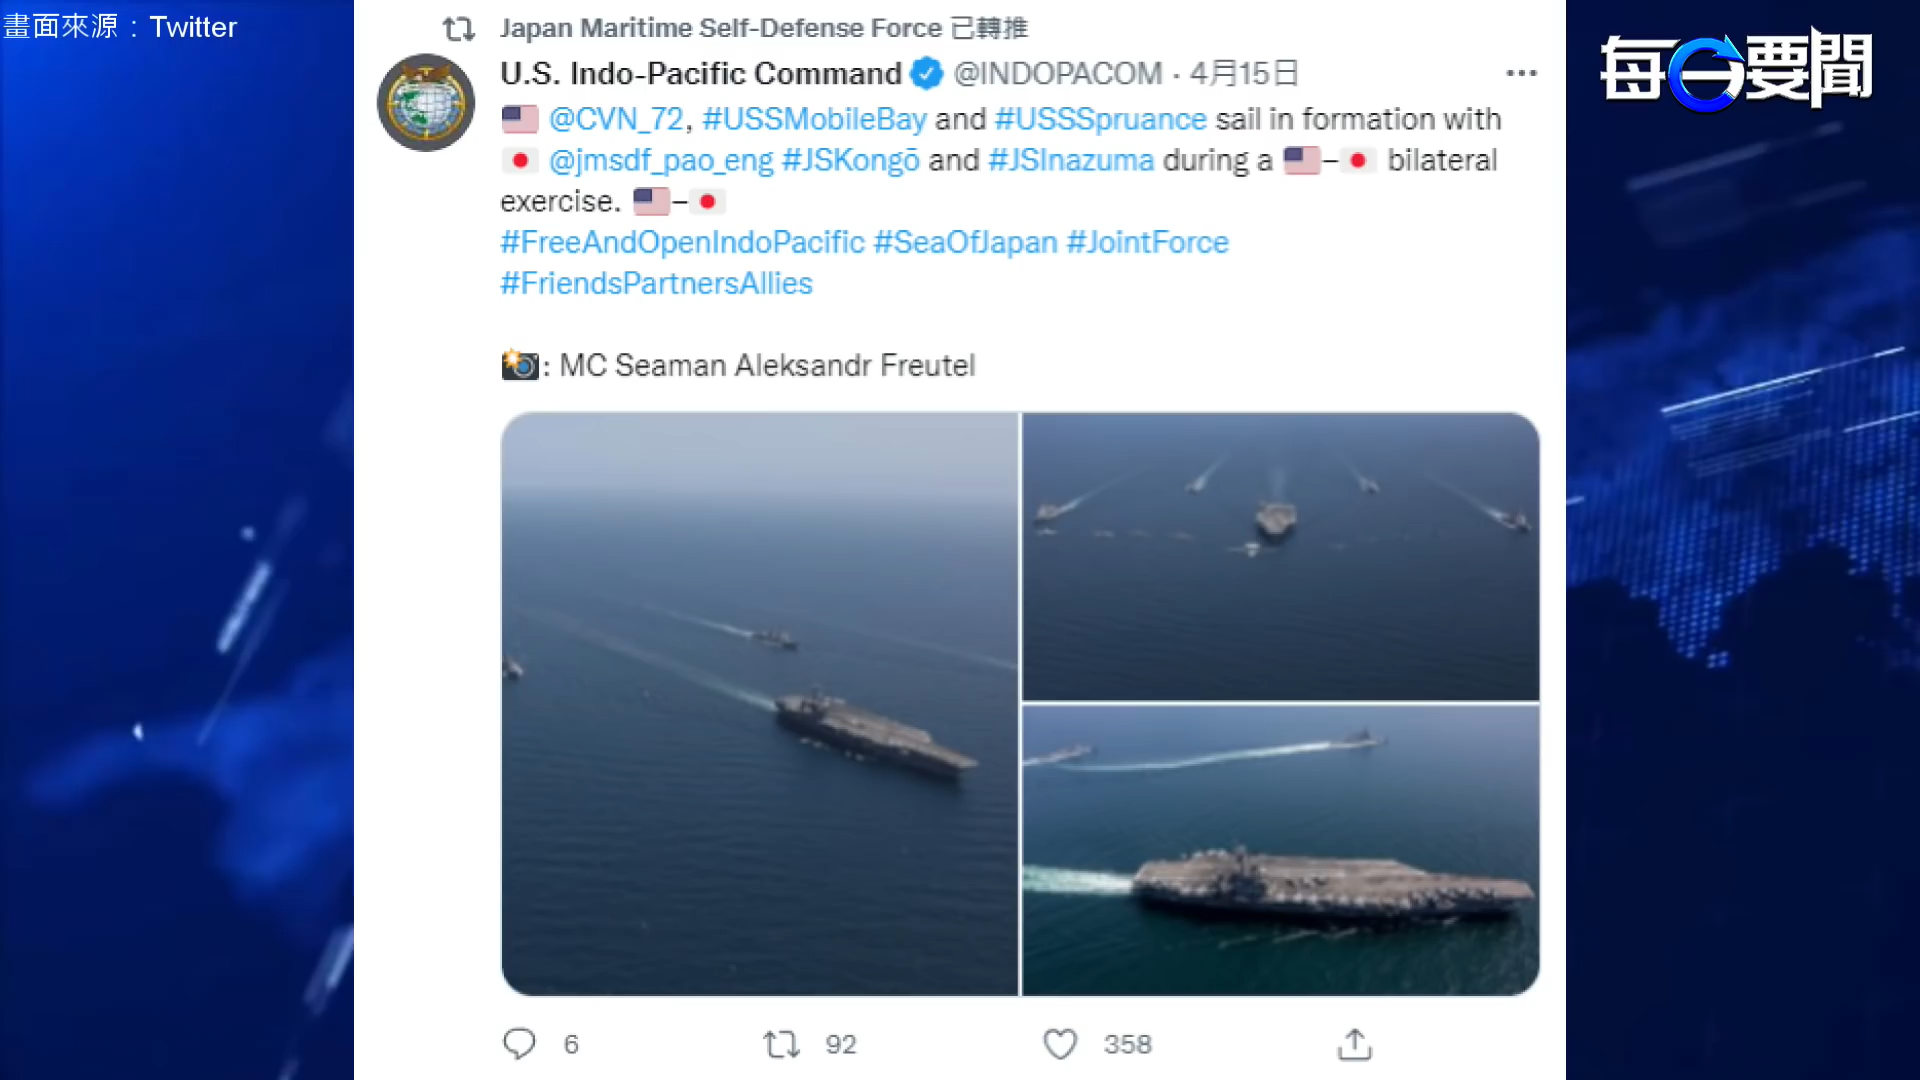 畫面來源：Twitter
每日要聞
Japan Maritime Self-Defense Force 已轉推
U.S. Indo-Pacific Command @INDOPACOM · 4月15日
🇺🇸 @CVN_72, #USSMobileBay and #USSSpruance sail in formation with
🇯🇵 @jmsdf_pao_eng #JSKongō and #JSInazuma during a 🇺🇸–🇯🇵 bilateral
exercise. 🇺🇸–🇯🇵
#FreeAndOpenIndoPacific #SeaOfJapan #JointForce
#FriendsPartnersAllies
📸: MC Seaman Aleksandr Freutel
6 92 358